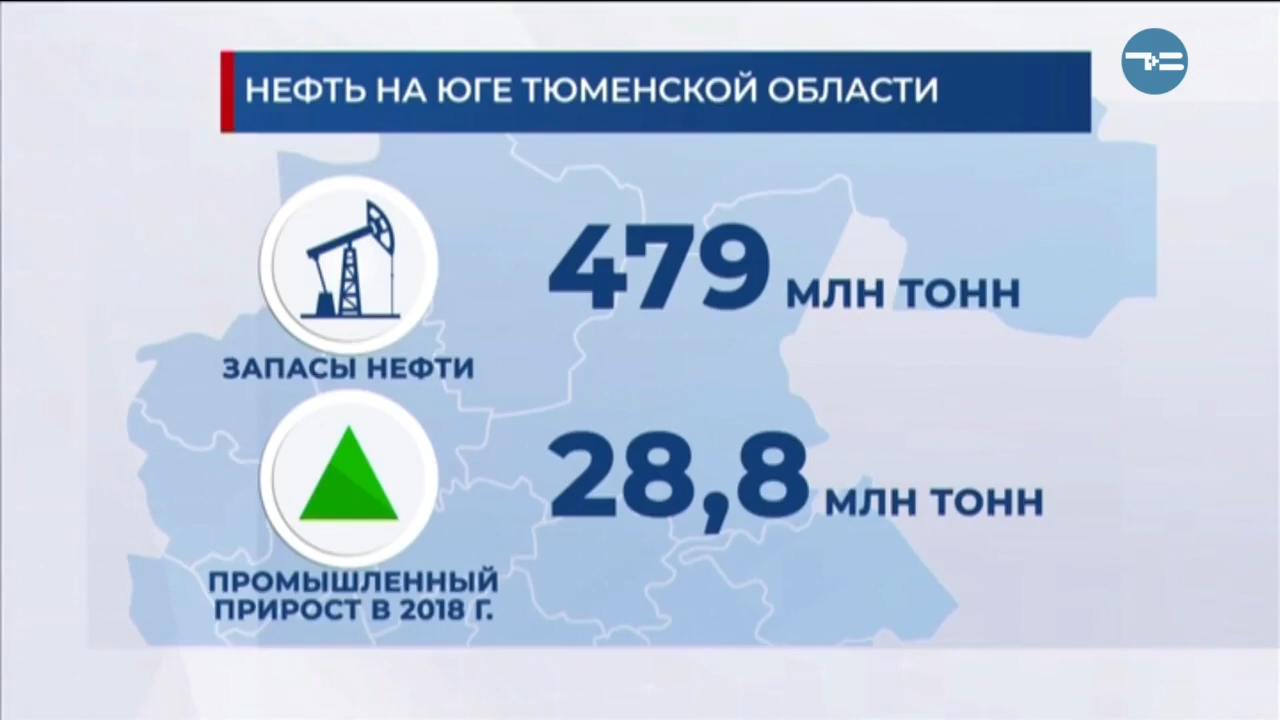 НЕФТЬ НА ЮГЕ ТЮМЕНСКОЙ ОБЛАСТИ
479 МЛН ТОНН
ЗАПАСЫ НЕФТИ
28,8 МЛН ТОНН
ПРОМЫШЛЕННЫЙ
ПРИРОСТ В 2018 Г.